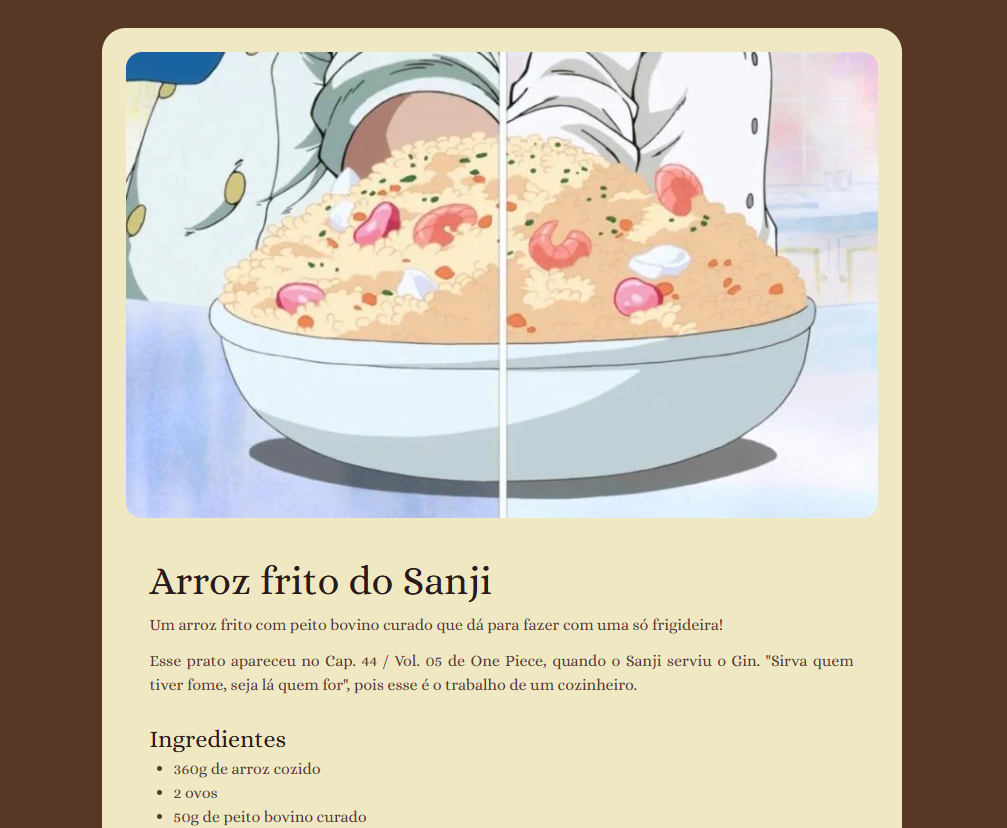 Arroz frito do Sanji
Um arroz frito com peito bovino curado que dá para fazer com uma só frigideira!
Esse prato apareceu no Cap. 44 / Vol. 05 de One Piece, quando o Sanji serviu o Gin. "Sirva quem
tiver fome, seja lá quem for", pois esse é o trabalho de um cozinheiro.
Ingredientes
• 360g de arroz cozido
• 2 ovos
• 50g de peito bovino curado